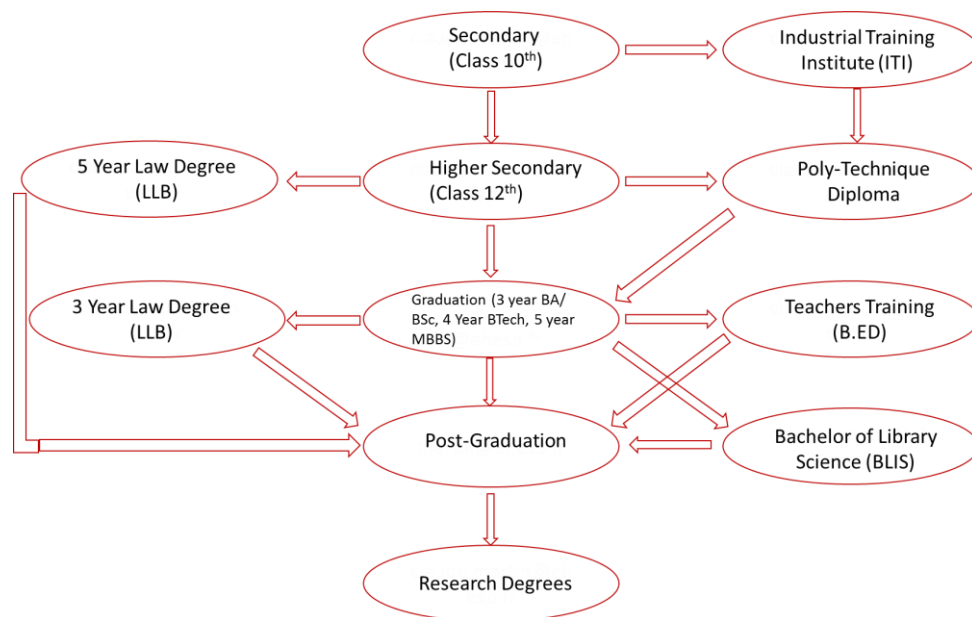 Secondary
(Class 10th)
Industrial Training
Institute (ITI)
5 Year Law Degree
(LLB)
Higher Secondary
(Class 12th)
Poly-Technique
Diploma
3 Year Law Degree
(LLB)
Graduation (3 year BA/
BSc, 4 Year BTech, 5 year
MBBS)
Teachers Training
(B.ED)
Post-Graduation
Bachelor of Library
Science (BLIS)
Research Degrees